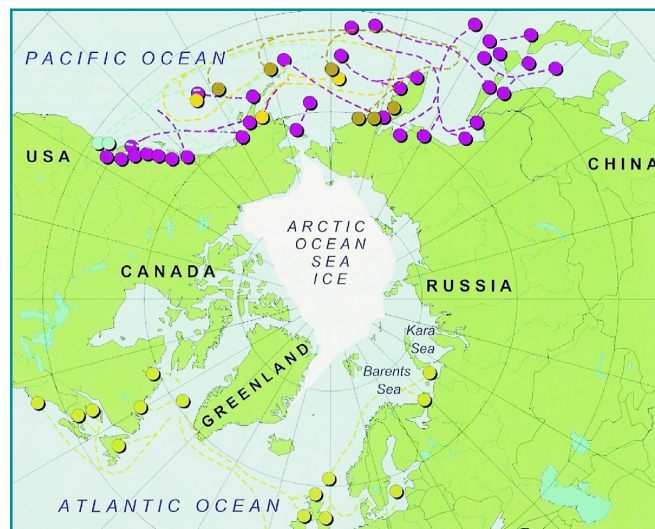 PACIFIC OCEAN
USA
CHINA
ARCTIC
OCEAN
SEA
ICE
CANADA
RUSSIA
Kara
Sea
GREENLAND
Barents
Sea
ATLANTIC OCEAN